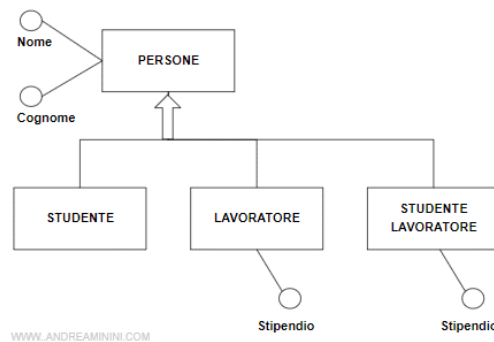 Nome
PERSONE
Cognome
STUDENTE
LAVORATORE
STUDENTE
LAVORATORE
Stipendio
Stipendio
WWW.ANDREAMININI.COM